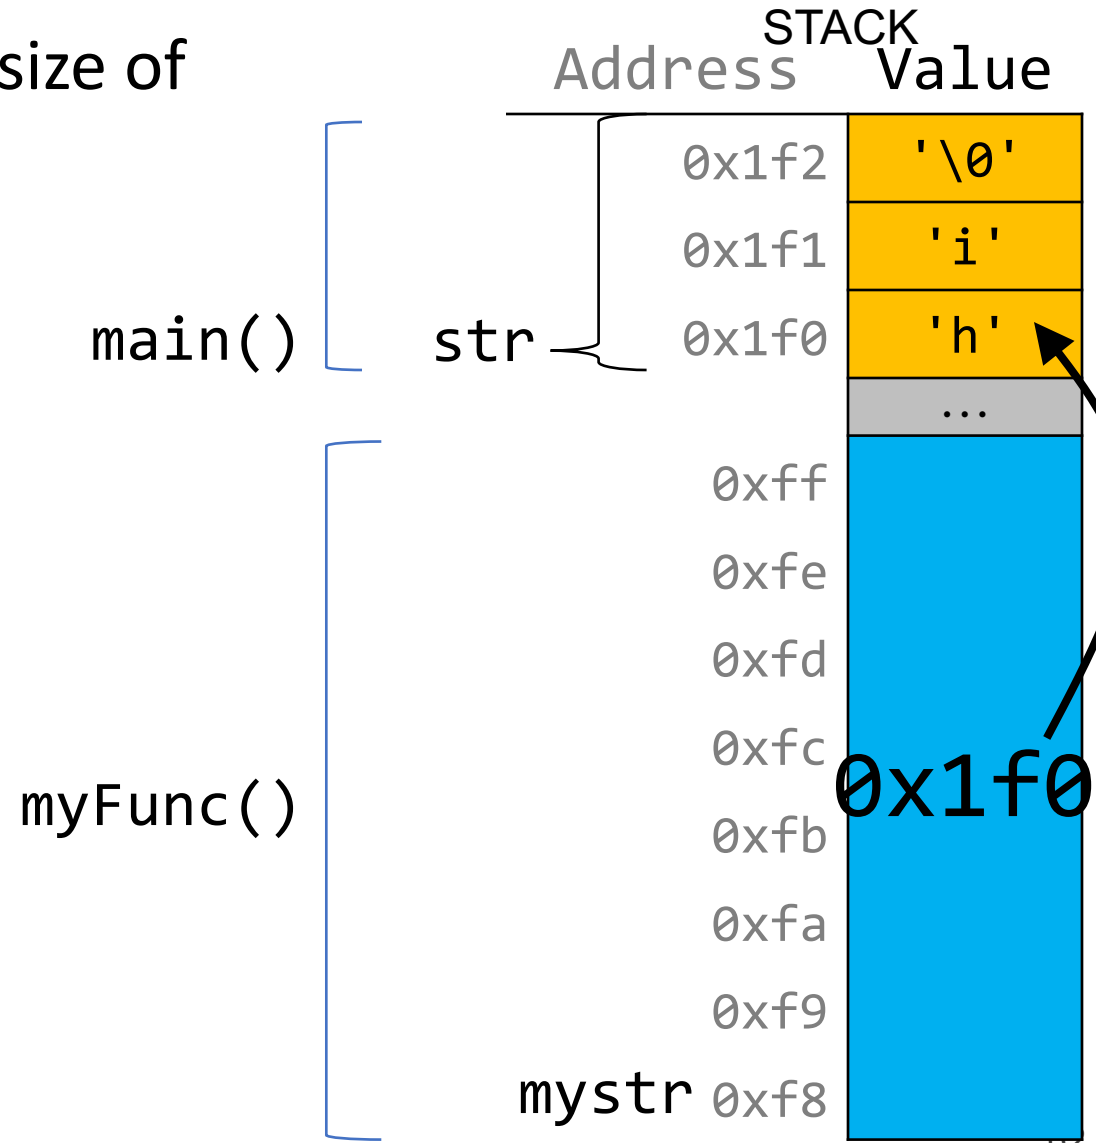 size of
STACK
Address Value
0x1f2 '\0'
0x1f1 'i'
main() str 0x1f0 'h'
...
0xff
0xfe
0xfd
0xfc
0x1f0
myFunc()
0xfb
0xfa
0xf9
mystr 0xf8